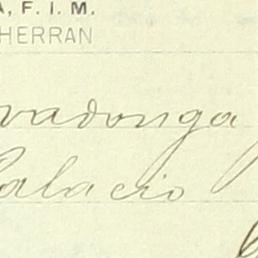 A, F. I. M.
HERRAN
vadonga
Palacio